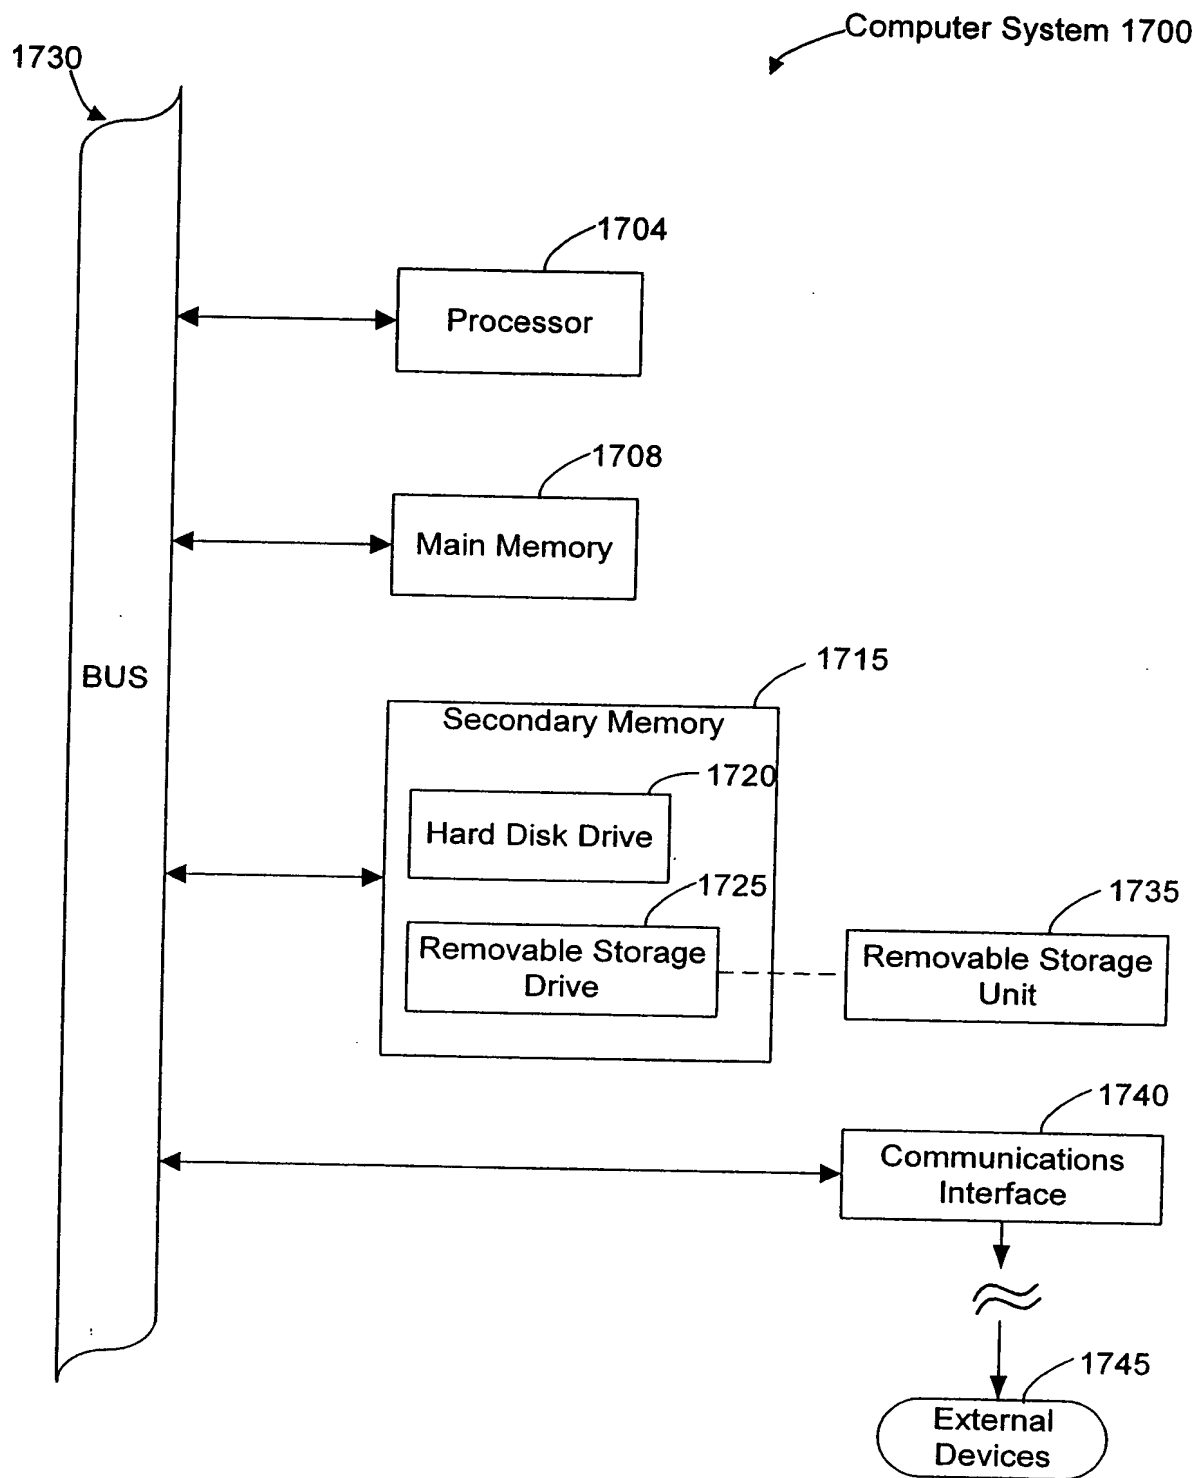 Computer System 1700
1730
1704
Processor
1708
Main Memory
BUS
1715
Secondary Memory
1720
Hard Disk Drive
1725
Removable Storage
Drive
1735
Removable Storage
Unit
1740
Communications
Interface
1745
External
Devices